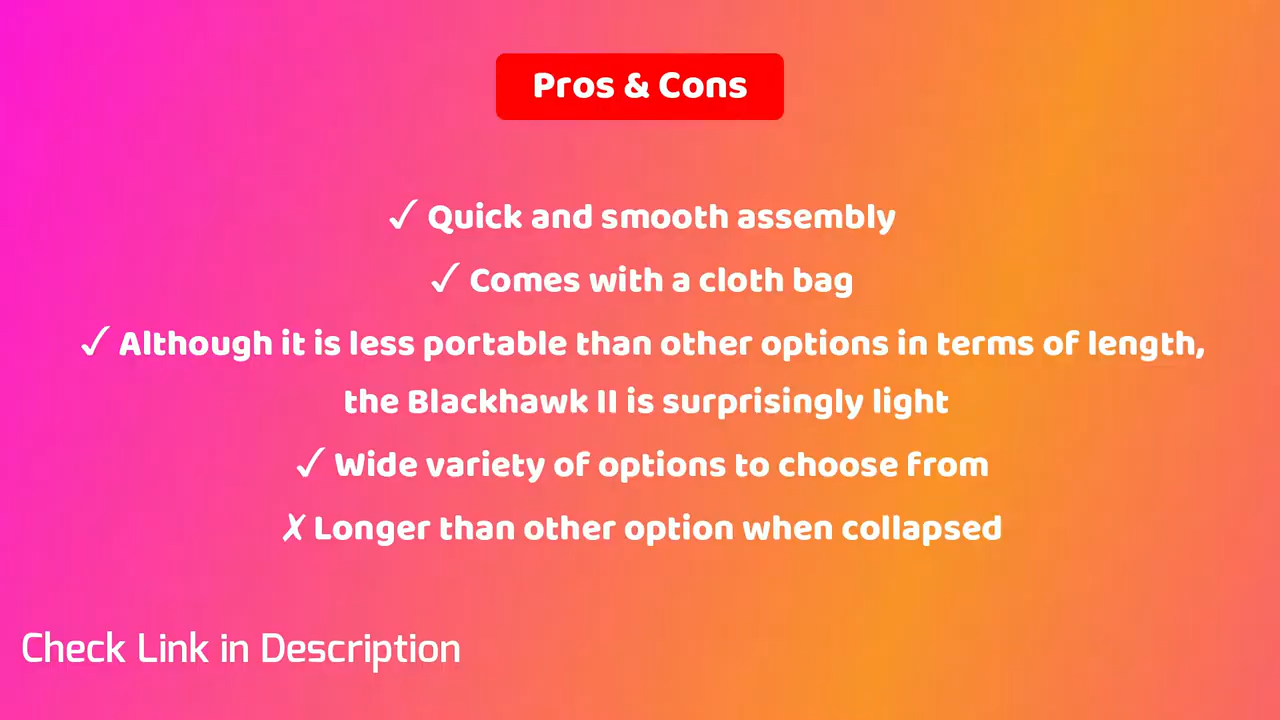 Pros & Cons
✓ Quick and smooth assembly
✓ Comes with a cloth bag
✓ Although it is less portable than other options in terms of length,
the Blackhawk II is surprisingly light
✓ Wide variety of options to choose from
✗ Longer than other option when collapsed
Check Link in Description